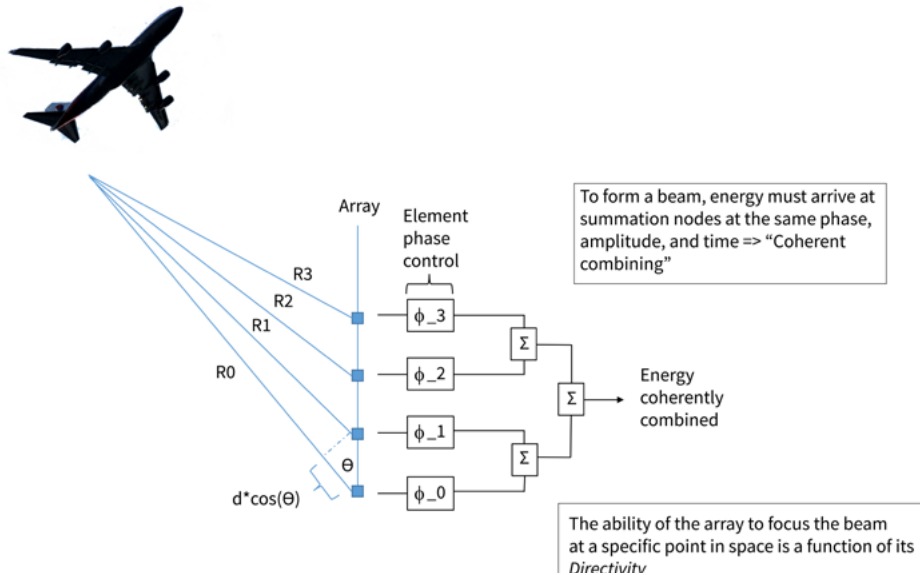 To form a beam, energy must arrive at
summation nodes at the same phase,
amplitude, and time => “Coherent
combining”
Array
Element
phase
control
R3
R2
R1
R0
ϕ_3
ϕ_2
ϕ_1
ϕ_0
Σ
Σ
Σ
Energy
coherently
combined
Θ
d*cos(Θ)
The ability of the array to focus the beam
at a specific point in space is a function of its
Directivity